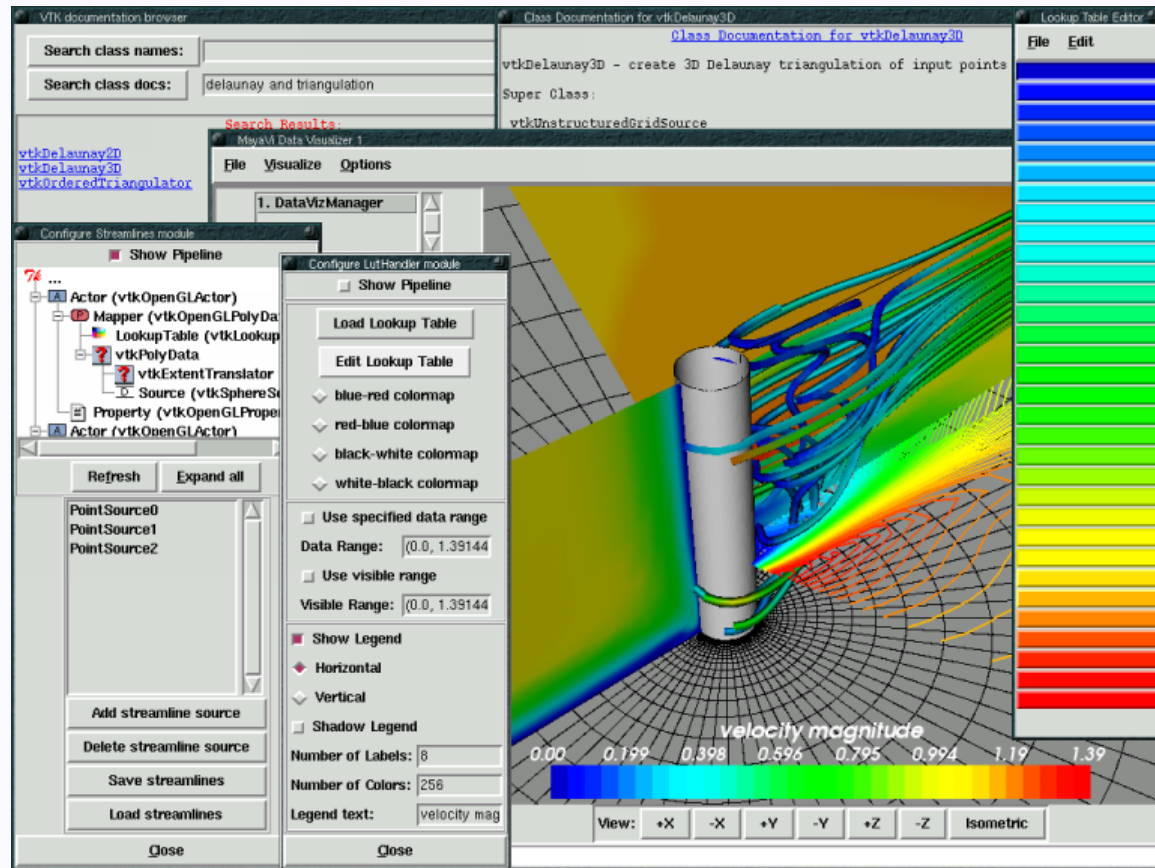 VTK documentation browser
Search class names:
Search class docs: delaunay and triangulation
Search Results:
vtkDelaunay2D
vtkDelaunay3D
vtkOrderedTriangulator
Class Documentation for vtkDelaunay3D
Class Documentation for vtkDelaunay3D
vtkDelaunay3D - create 3D Delaunay triangulation of input points
Super Class:
vtkUnstructuredGridSource
Lookup Table Editor
File Edit
MayaVi Data Visualizer 1
File Visualize Options
1. DataVizManager
Configure Streamlines module
Show Pipeline
...
Actor (vtkOpenGLActor)
Mapper (vtkOpenGLPolyDa
LookupTable (vtkLookup
vtkPolyData
vtkExtentTranslator
Source (vtkSphereSo
Property (vtkOpenGLProper
Actor (vtkOpenGLActor)
Refresh Expand all
PointSource0
PointSource1
PointSource2
Add streamline source
Delete streamline source
Save streamlines
Load streamlines
Close
Configure LutHandler module
Show Pipeline
Load Lookup Table
Edit Lookup Table
blue-red colormap
red-blue colormap
black-white colormap
white-black colormap
Use specified data range
Data Range: (0.0, 1.39144
Use visible range
Visible Range: (0.0, 1.39144
Show Legend
Horizontal
Vertical
Shadow Legend
Number of Labels: 8
Number of Colors: 256
Legend text: velocity mag
Close
velocity magnitude
0.00 0.199 0.398 0.596 0.795 0.994 1.19 1.39
View: +X -X +Y -Y +Z -Z Isometric